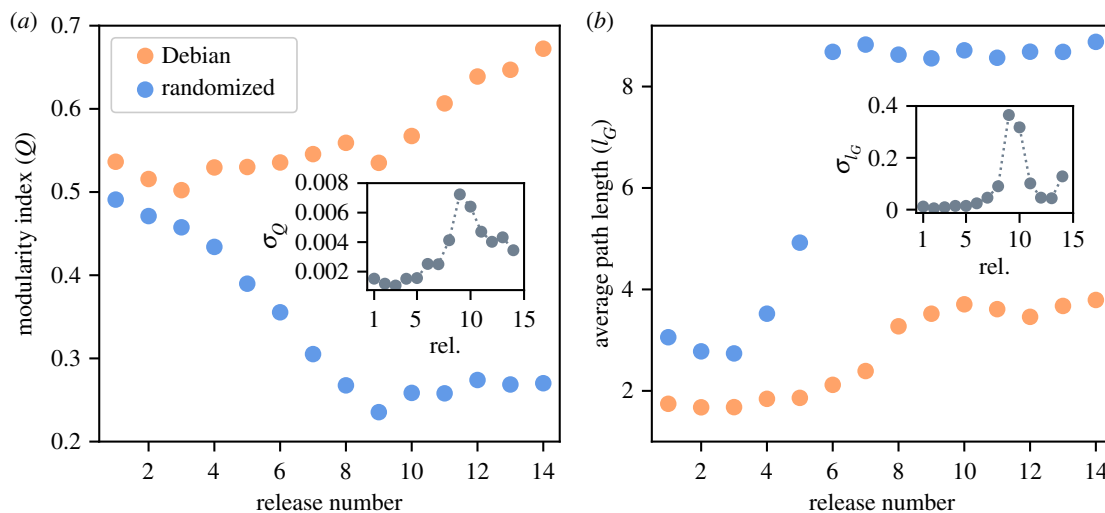 (a)
0.7
0.6
0.5
0.4
0.3
0.2
modularity index (Q)
Debian
randomized
0.008
0.006
0.004
0.002
σQ
1 5 10 15
rel.
2 4 6 8 10 12 14
release number
(b)
8
6
4
2
average path length (lG)
0.4
0.2
0
σlG
1 5 10 15
rel.
2 4 6 8 10 12 14
release number